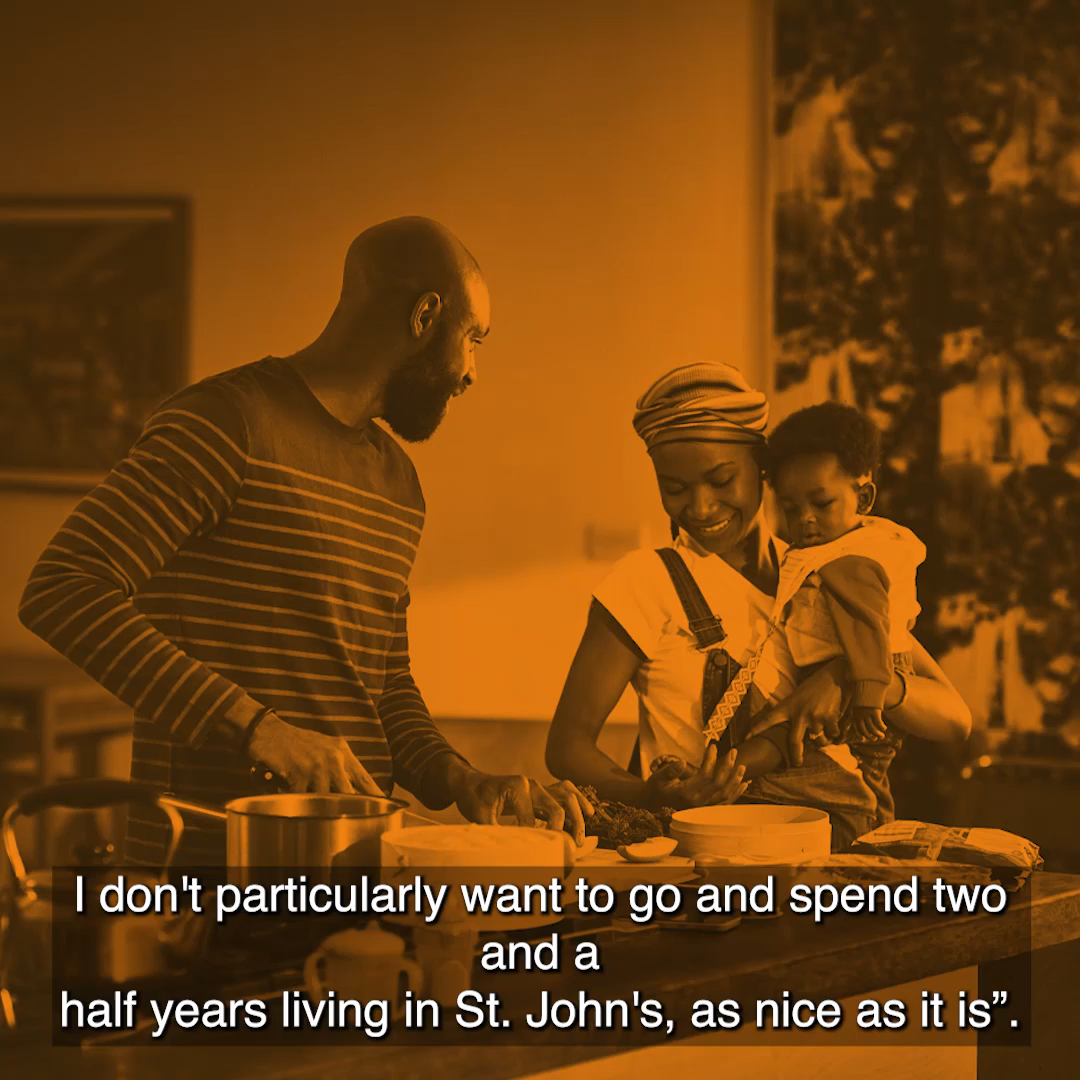 I don't particularly want to go and spend two
and a
half years living in St. John's, as nice as it is”.